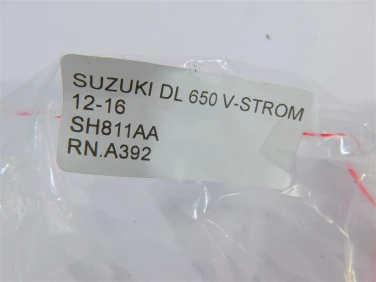 SUZUKI DL 650 V-STROM
12-16
SH811AA
RN.A392